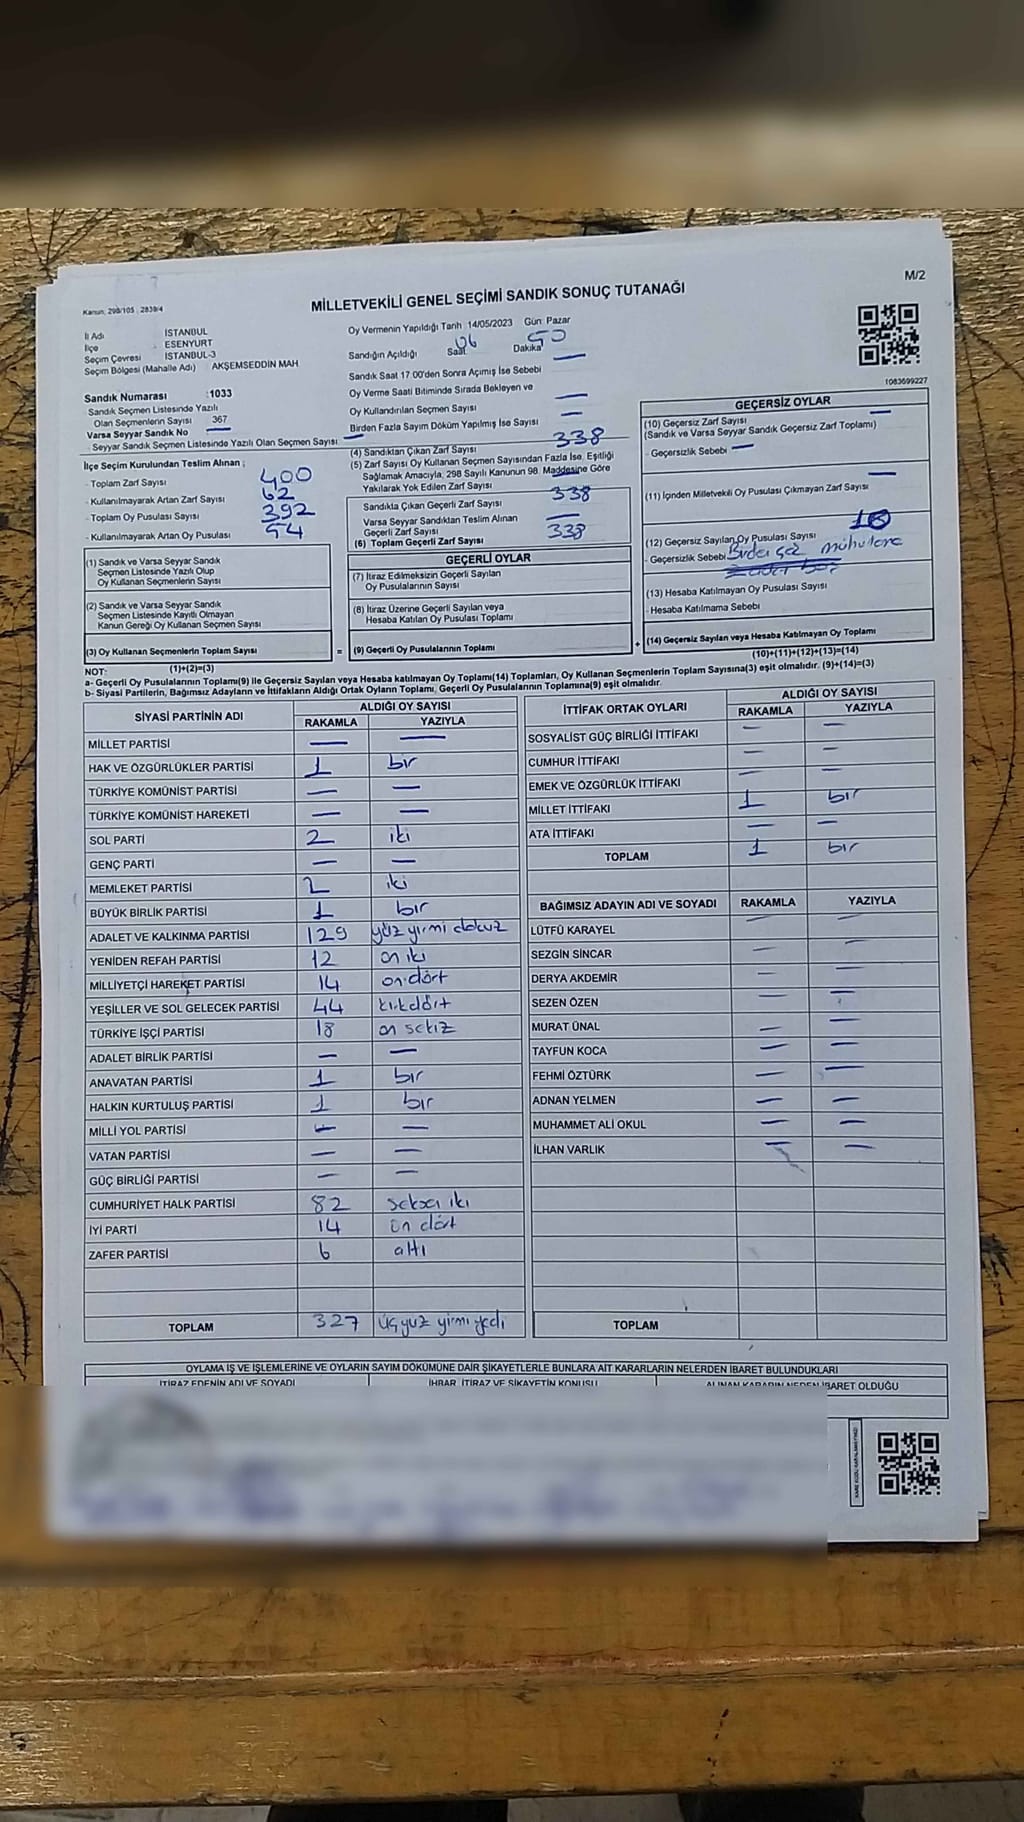 M/2
Kanun: 298/105 2839/4
MİLLETVEKİLİ GENEL SEÇİMİ SANDIK SONUÇ TUTANAĞI
İl Adı İSTANBUL
İlçe ESENYURT
Seçim Çevresi İSTANBUL-3
Seçim Bölgesi (Mahalle Adı) AKŞEMSEDDİN MAH
Sandık Numarası :1033
Sandık Seçmen Listesinde Yazılı
Olan Seçmenlerin Sayısı 367
Varsa Seyyar Sandık No —
Seyyar Sandık Seçmen Listesinde Yazılı Olan Seçmen Sayısı —
İlçe Seçim Kurulundan Teslim Alınan ;
- Toplam Zarf Sayısı 400
- Kullanılmayarak Artan Zarf Sayısı 62
- Toplam Oy Pusulası Sayısı 392
- Kullanılmayarak Artan Oy Pusulası 54
(1) Sandık ve Varsa Seyyar Sandık
Seçmen Listesinde Yazılı Olup
Oy Kullanan Seçmenlerin Sayısı
(2) Sandık ve Varsa Seyyar Sandık
Seçmen Listesinde Kayıtlı Olmayan
Kanun Gereği Oy Kullanan Seçmen Sayısı
(3) Oy Kullanan Seçmenlerin Toplam Sayısı =
(1)+(2)=(3)
Oy Vermenin Yapıldığı Tarih 14/05/2023 Gün: Pazar
Sandığın Açıldığı Saat 06 Dakika 50
Sandık Saat 17.00'den Sonra Açımış İse Sebebi —
Oy Verme Saati Bitiminde Sırada Bekleyen ve
Oy Kullandırılan Seçmen Sayısı —
Birden Fazla Sayım Döküm Yapılmış İse Sayısı —
(4) Sandıktan Çıkan Zarf Sayısı 338
(5) Zarf Sayısı Oy Kullanan Seçmen Sayısından Fazla İse, Eşitliği
Sağlamak Amacıyla, 298 Sayılı Kanunun 98. Maddesine Göre
Yakılarak Yok Edilen Zarf Sayısı —
Sandıkta Çıkan Geçerli Zarf Sayısı 338
Varsa Seyyar Sandıktan Teslim Alınan
Geçerli Zarf Sayısı —
(6) Toplam Geçerli Zarf Sayısı 338
GEÇERLİ OYLAR
(7) İtiraz Edilmeksizin Geçerli Sayılan
Oy Pusulalarının Sayısı
(8) İtiraz Üzerine Geçerli Sayılan veya
Hesaba Katılan Oy Pusulası Toplamı
(9) Geçerli Oy Pusulalarının Toplamı +
1083699227
GEÇERSİZ OYLAR
(10) Geçersiz Zarf Sayısı —
(Sandık ve Varsa Seyyar Sandık Geçersiz Zarf Toplamı)
- Geçersizlik Sebebi —
(11) İçinden Milletvekili Oy Pusulası Çıkmayan Zarf Sayısı —
(12) Geçersiz Sayılan Oy Pusulası Sayısı 10
- Geçersizlik Sebebi
(13) Hesaba Katılmayan Oy Pusulası Sayısı
- Hesaba Katılmama Sebebi
(14) Geçersiz Sayılan veya Hesaba Katılmayan Oy Toplamı
(10)+(11)+(12)+(13)=(14)
NOT:
a- Geçerli Oy Pusulasının Toplamı(9) ile Geçersiz Sayılan veya Hesaba katılmayan Oy Toplamı(14) Toplamları, Oy Kullanan Seçmenlerin Toplam Sayısına(3) eşit olmalıdır. (9)+(14)=(3)
b- Siyasi Partilerin, Bağımsız Adayların ve İttifakların Aldığı Ortak Oyların Toplamı, Geçerli Oy Pusulalarının Toplamına(9) eşit olmalıdır.
SİYASİ PARTİNİN ADI ALDIĞI OY SAYISI
RAKAMLA YAZIYLA
MİLLET PARTİSİ — —
HAK VE ÖZGÜRLÜKLER PARTİSİ 1 bir
TÜRKİYE KOMÜNİST PARTİSİ — —
TÜRKİYE KOMÜNİST HAREKETİ — —
SOL PARTİ 2 iki
GENÇ PARTİ — —
MEMLEKET PARTİSİ 2 iki
BÜYÜK BİRLİK PARTİSİ 1 bir
ADALET VE KALKINMA PARTİSİ 129 yüz yirmi dokuz
YENİDEN REFAH PARTİSİ 12 on iki
MİLLİYETÇİ HAREKET PARTİSİ 14 on dört
YEŞİLLER VE SOL GELECEK PARTİSİ 44 kırkdört
TÜRKİYE İŞÇİ PARTİSİ 18 on sekiz
ADALET BİRLİK PARTİSİ — —
ANAVATAN PARTİSİ 1 bir
HALKIN KURTULUŞ PARTİSİ 1 bir
MİLLİ YOL PARTİSİ — —
VATAN PARTİSİ — —
GÜÇ BİRLİĞİ PARTİSİ — —
CUMHURİYET HALK PARTİSİ 82 seksen iki
İYİ PARTİ 14 on dört
ZAFER PARTİSİ 6 altı
TOPLAM 327 üçyüz yirmi yedi
İTTİFAK ORTAK OYLARI ALDIĞI OY SAYISI
RAKAMLA YAZIYLA
SOSYALİST GÜÇ BİRLİĞİ İTTİFAKI — —
CUMHUR İTTİFAKI — —
EMEK VE ÖZGÜRLÜK İTTİFAKI — —
MİLLET İTTİFAKI 1 bir
ATA İTTİFAKI — —
TOPLAM 1 bir
BAĞIMSIZ ADAYIN ADI VE SOYADI RAKAMLA YAZIYLA
LÜTFÜ KARAYEL — —
SEZGİN SİNCAR — —
DERYA AKDEMİR — —
SEZEN ÖZEN — —
MURAT ÜNAL — —
TAYFUN KOCA — —
FEHMİ ÖZTÜRK — —
ADNAN YELMEN — —
MUHAMMET ALİ OKUL — —
İLHAN VARLIK — —
TOPLAM
OYLAMA İŞ VE İŞLEMLERİNE VE OYLARIN SAYIM DÖKÜMÜNE DAİR ŞİKAYETLERLE BUNLARA AİT KARARLARIN NELERDEN İBARET BULUNDUKLARI
İTİRAZ EDENİN ADI VE SOYADI İHBAR, İTİRAZ VE ŞİKAYETİN KONUSU ALINAN KARARIN NEDEN İBARET OLDUĞU